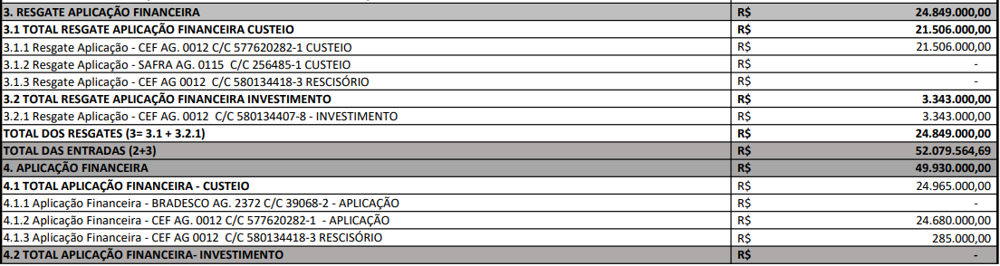 3. RESGATE APLICAÇÃO FINANCEIRA R$ 24.849.000,00
3.1 TOTAL RESGATE APLICAÇÃO FINANCEIRA CUSTEIO R$ 21.506.000,00
3.1.1 Resgate Aplicação - CEF AG. 0012 C/C 577620282-1 CUSTEIO R$ 21.506.000,00
3.1.2 Resgate Aplicação - SAFRA AG. 0115 C/C 256485-1 CUSTEIO R$ -
3.1.3 Resgate Aplicação - CEF AG 0012 C/C 580134418-3 RESCISÓRIO R$ -
3.2 TOTAL RESGATE APLICAÇÃO FINANCEIRA INVESTIMENTO R$ 3.343.000,00
3.2.1 Resgate Aplicação - CEF AG. 0012 C/C 580134407-8 - INVESTIMENTO R$ 3.343.000,00
TOTAL DOS RESGATES (3= 3.1 + 3.2.1) R$ 24.849.000,00
TOTAL DAS ENTRADAS (2+3) R$ 52.079.564,69
4. APLICAÇÃO FINANCEIRA R$ 49.930.000,00
4.1 TOTAL APLICAÇÃO FINANCEIRA - CUSTEIO R$ 24.965.000,00
4.1.1 Aplicação Financeira - BRADESCO AG. 2372 C/C 39068-2 - APLICAÇÃO R$ -
4.1.2 Aplicação Financeira - CEF AG. 0012 C/C 577620282-1 - APLICAÇÃO R$ 24.680.000,00
4.1.3 Aplicação Financeira - CEF AG 0012 C/C 580134418-3 RESCISÓRIO R$ 285.000,00
4.2 TOTAL APLICAÇÃO FINANCEIRA- INVESTIMENTO R$ -